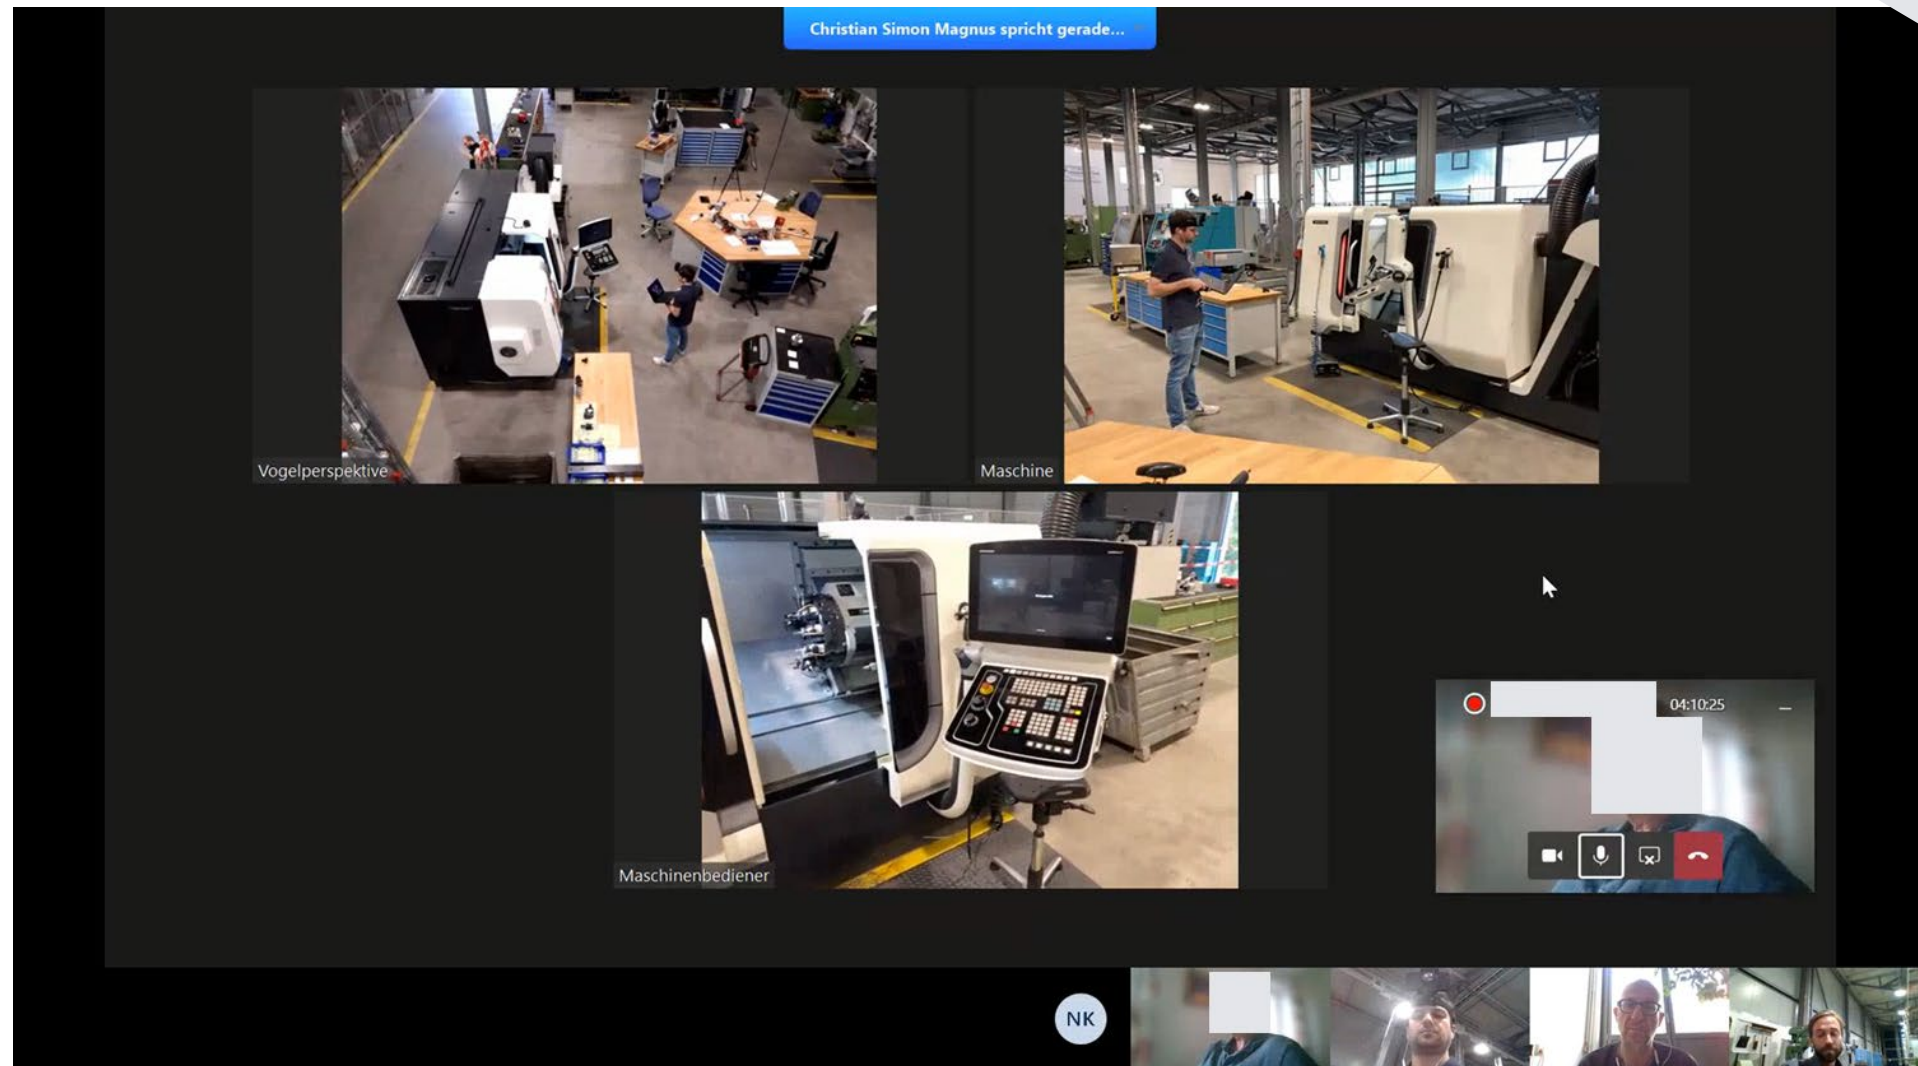 Christian Simon Magnus spricht gerade...
Vogelperspektive
Maschine
Maschinenbediener
04:10:25
NK